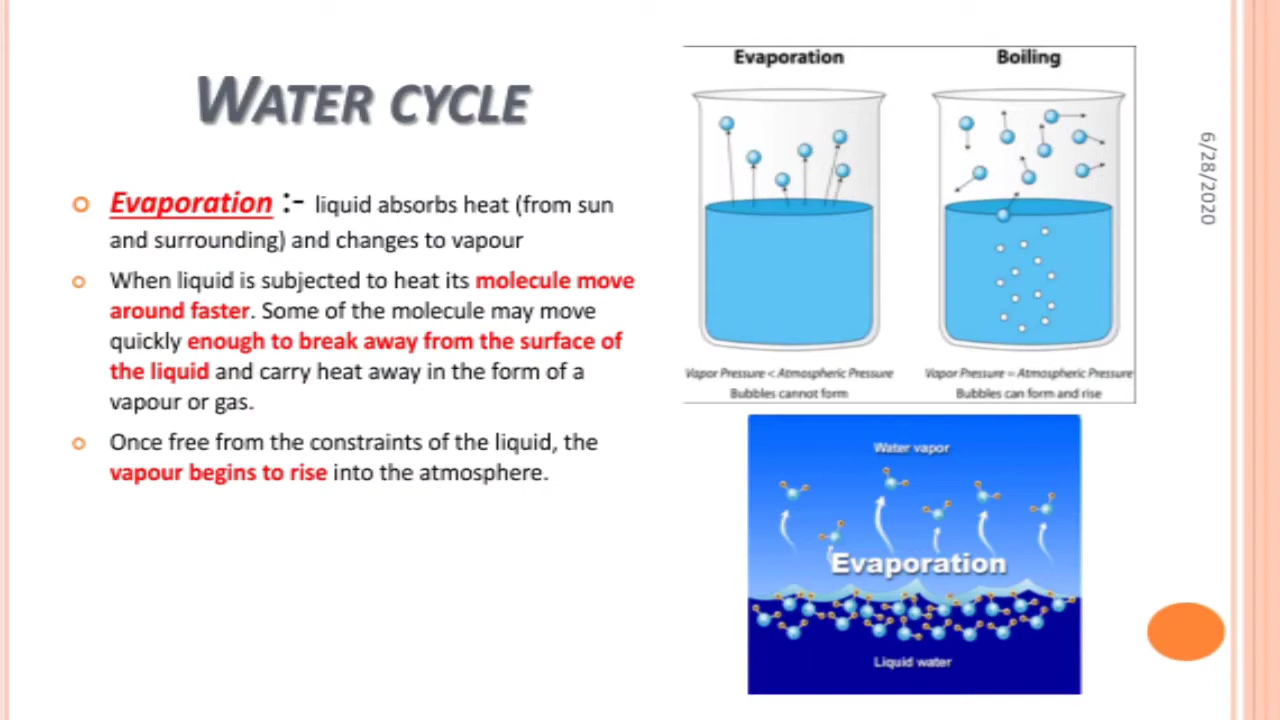 WATER CYCLE
Evaporation :- liquid absorbs heat (from sun
and surrounding) and changes to vapour
When liquid is subjected to heat its molecule move
around faster. Some of the molecule may move
quickly enough to break away from the surface of
the liquid and carry heat away in the form of a
vapour or gas.
Once free from the constraints of the liquid, the
vapour begins to rise into the atmosphere.
Evaporation
Boiling
Vapor Pressure < Atmospheric Pressure
Bubbles cannot form
Vapor Pressure = Atmospheric Pressure
Bubbles can form and rise
Water vapor
Evaporation
Liquid water
6/28/2020